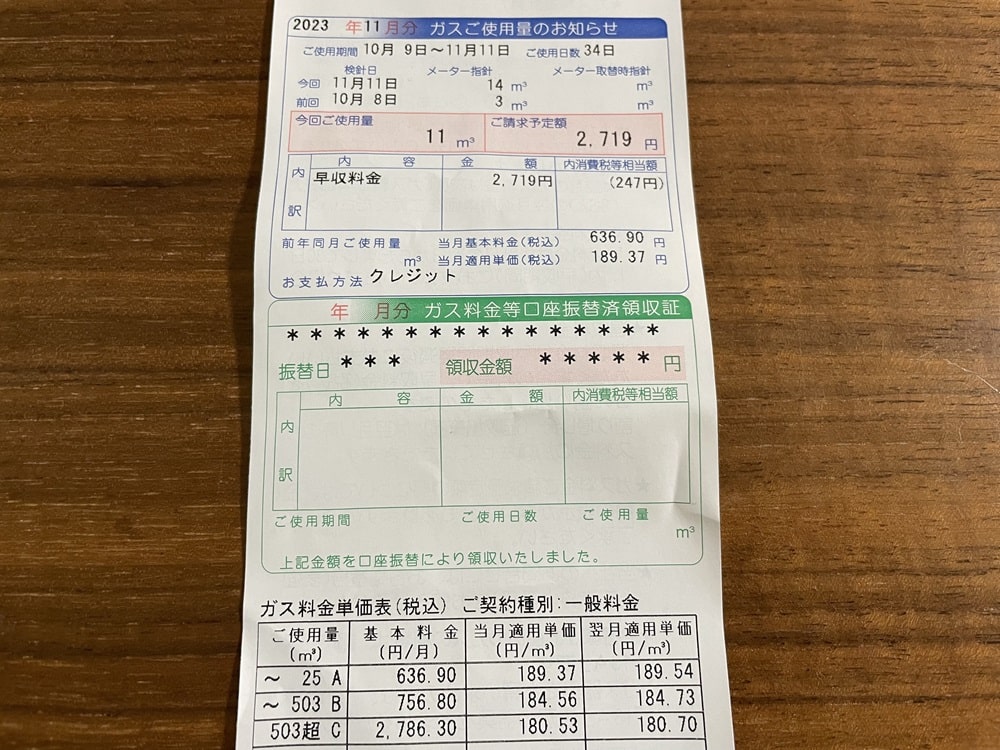 2023 年 11 月分 ガスご使用量のお知らせ
ご使用期間 10月 9日～11月11日 ご使用日数 34日
検針日 メーター指針 メーター取替時指針
今回 11月11日 14 m³ m³
前回 10月 8日 3 m³ m³
今回ご使用量 ご請求予定額
11 m³ 2,719 円
内 容 金 額 内消費税等相当額
内訳 早収料金 2,719円 (247円)
前年同月ご使用量 当月基本料金(税込) 636.90 円
m³ 当月適用単価(税込) 189.37 円
お支払方法 クレジット
年 月分 ガス料金等口座振替済領収証
＊＊＊＊＊＊＊＊＊＊＊＊＊＊＊＊＊
振替日 ＊＊＊ 領収金額 ＊＊＊＊＊ 円
内 容 金 額 内消費税等相当額
内訳
ご使用期間 ご使用日数 ご使用量
m³
上記金額を口座振替により領収いたしました。
ガス料金単価表(税込) ご契約種別:一般料金
ご使用量 基本料金 当月適用単価 翌月適用単価
(m³) (円/月) (円/m³) (円/m³)
～ 25 A 636.90 189.37 189.54
～ 503 B 756.80 184.56 184.73
503超 C 2,786.30 180.53 180.70